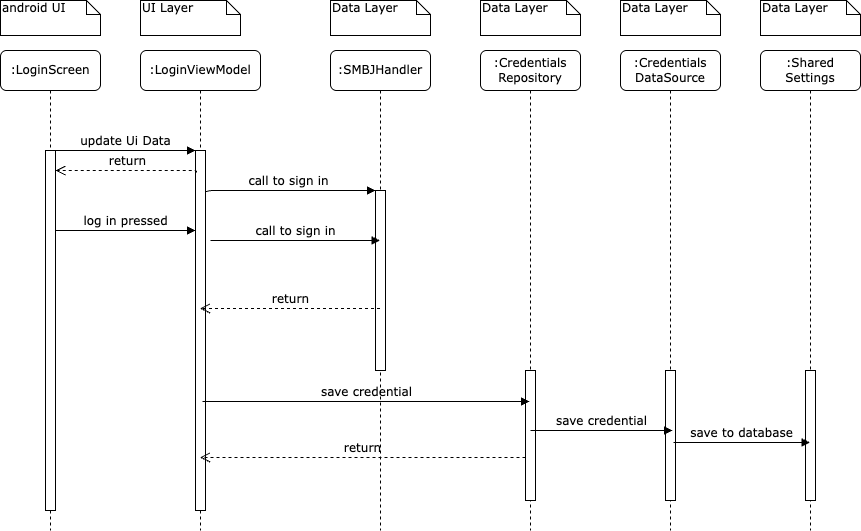 android UI
UI Layer
Data Layer
Data Layer
Data Layer
Data Layer
:LoginScreen
:LoginViewModel
:SMBJHandler
:Credentials
Repository
:Credentials
DataSource
:Shared
Settings
update Ui Data
return
call to sign in
log in pressed
call to sign in
return
save credential
save credential
save to database
return